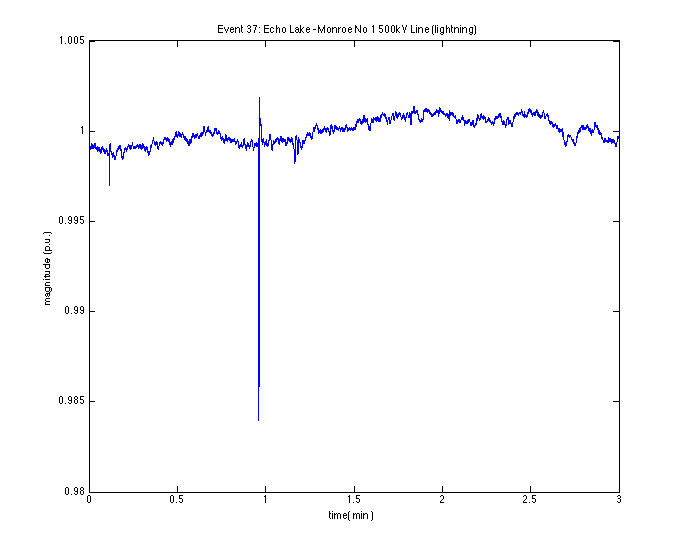 Event 37: Echo Lake - Monroe No 1 500kV Line (lightning)
1.005
1
0.995
0.99
0.985
0.98
magnitude (p.u.)
0 0.5 1 1.5 2 2.5 3
time( min )